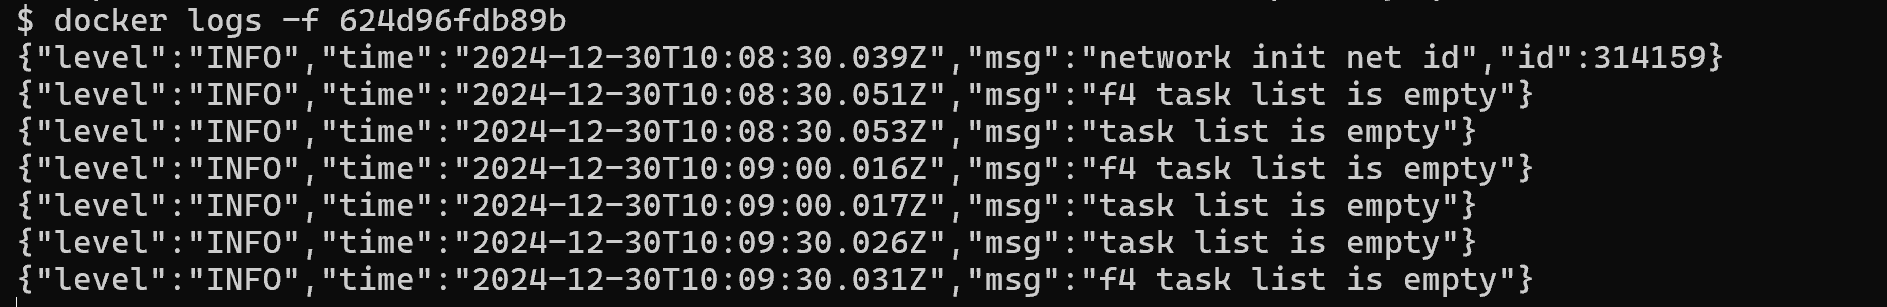 $ docker logs -f 624d96fdb89b
{"level":"INFO","time":"2024-12-30T10:08:30.039Z","msg":"network init net id","id":314159}
{"level":"INFO","time":"2024-12-30T10:08:30.051Z","msg":"f4 task list is empty"}
{"level":"INFO","time":"2024-12-30T10:08:30.053Z","msg":"task list is empty"}
{"level":"INFO","time":"2024-12-30T10:09:00.016Z","msg":"f4 task list is empty"}
{"level":"INFO","time":"2024-12-30T10:09:00.017Z","msg":"task list is empty"}
{"level":"INFO","time":"2024-12-30T10:09:30.026Z","msg":"task list is empty"}
{"level":"INFO","time":"2024-12-30T10:09:30.031Z","msg":"f4 task list is empty"}